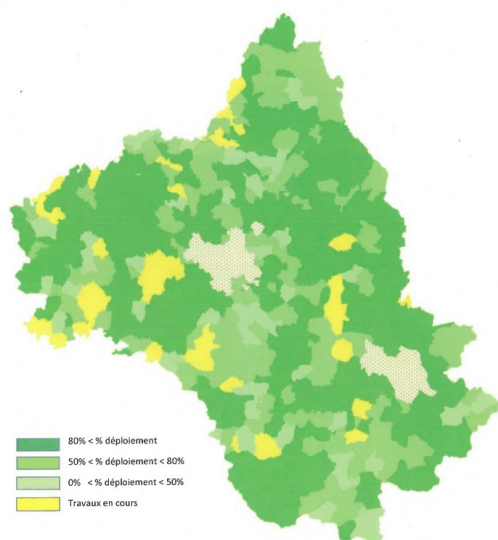 80% < % déploiement
50% < % déploiement < 80%
0% < % déploiement < 50%
Travaux en cours